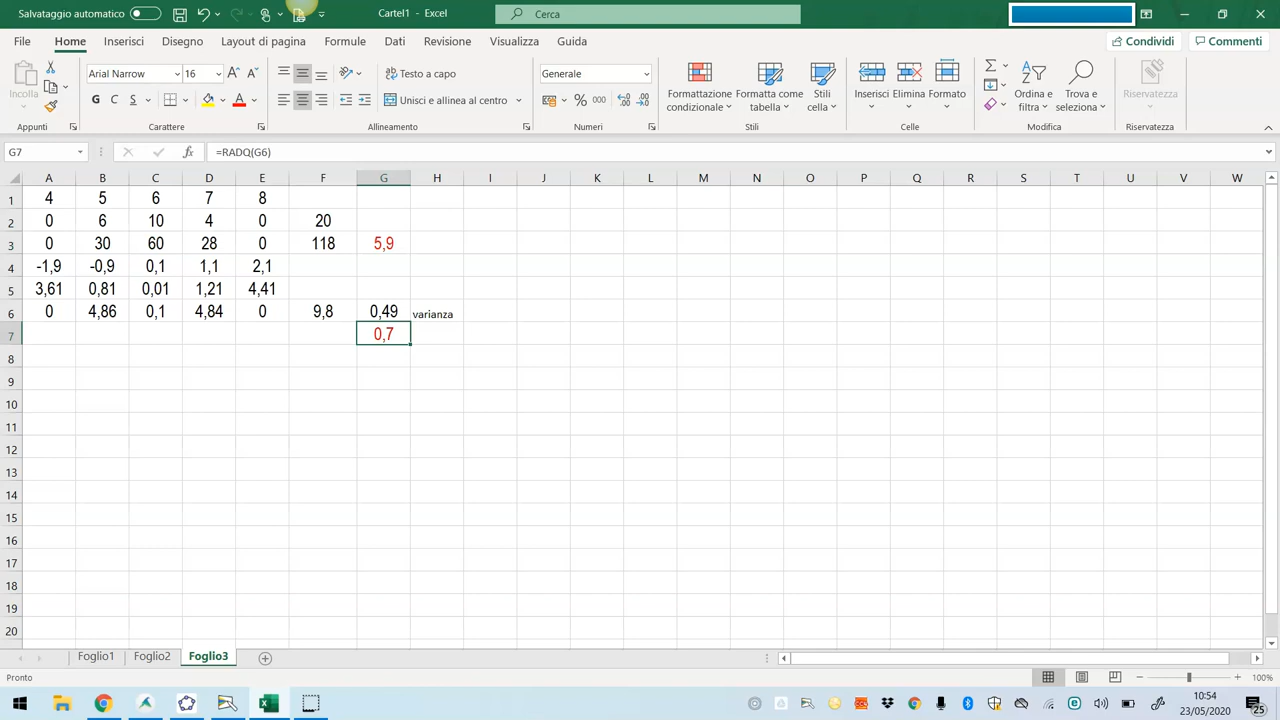 Salvataggio automatico Cartel1 - Excel Cerca
File Home Inserisci Disegno Layout di pagina Formule Dati Revisione Visualizza Guida Condividi Commenti
Incolla Arial Narrow 16 Testo a capo Generale Formattazione condizionale Formatta come tabella Stili cella Inserisci Elimina Formato Ordina e filtra Trova e seleziona Riservatezza
G C S Unisci e allinea al centro % 000
Appunti Carattere Allineamento Numeri Stili Celle Modifica Riservatezza
G7 fx =RADQ(G6)
A B C D E F G H I J K L M N O P Q R S T U V W
1 4 5 6 7 8
2 0 6 10 4 0 20
3 0 30 60 28 0 118 5,9
4 -1,9 -0,9 0,1 1,1 2,1
5 3,61 0,81 0,01 1,21 4,41
6 0 4,86 0,1 4,84 0 9,8 0,49 varianza
7 0,7
8
9
10
11
12
13
14
15
16
17
18
19
20
Foglio1 Foglio2 Foglio3
Pronto 100%
10:54
23/05/2020 25